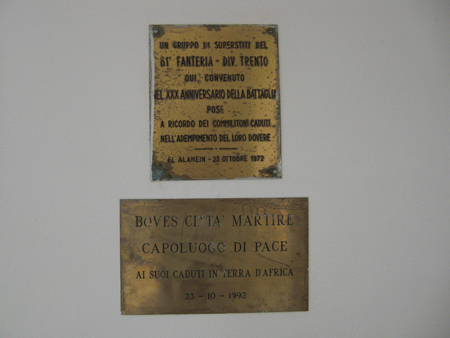 UN GRUPPO DI SUPERSTITI DEL
61° FANTERIA - DIV. TRENTO
QUI CONVENUTO
NEL XXX ANNIVERSARIO DELLA BATTAGLIA
POSE
A RICORDO DEI COMMILITONI CADUTI
NELL'ADEMPIMENTO DEL LORO DOVERE
EL ALAMEIN - 23 OTTOBRE 1972
BOVES CITTA' MARTIRE
CAPOLUOGO DI PACE
AI SUOI CADUTI IN TERRA D'AFRICA
23 - 10 - 1992